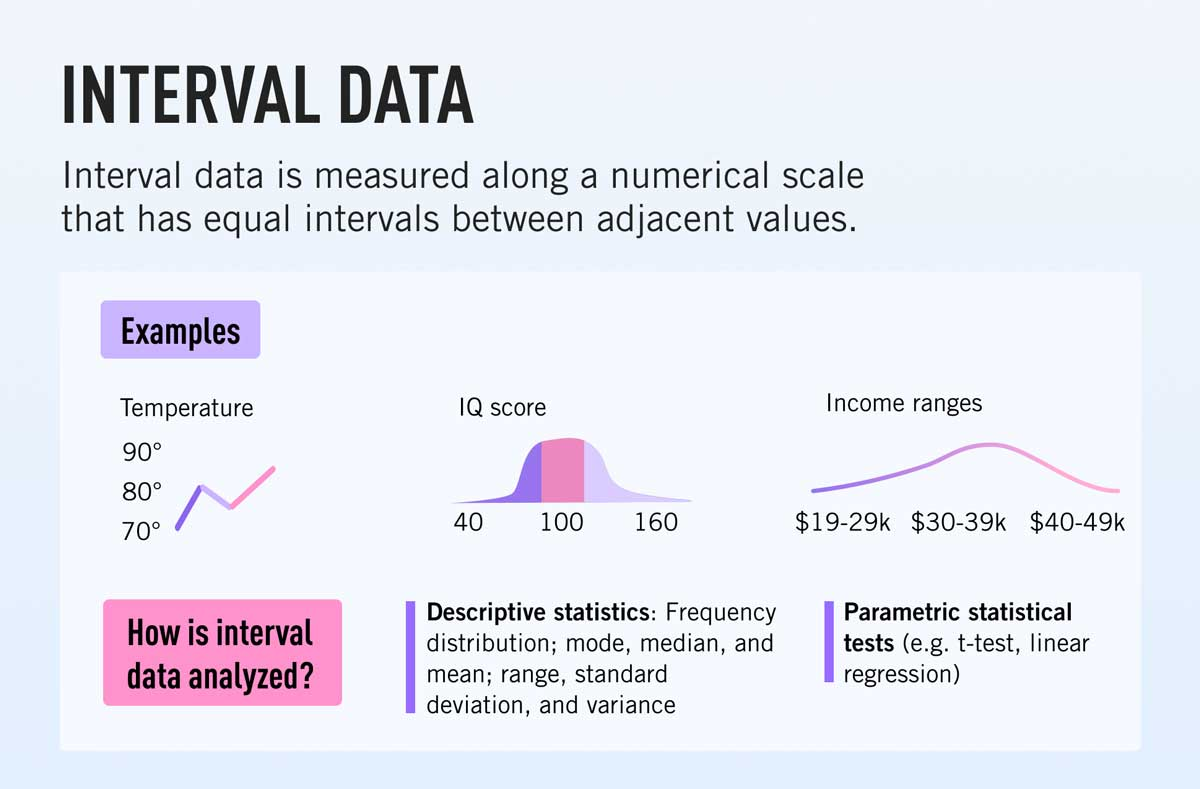 INTERVAL DATA
Interval data is measured along a numerical scale
that has equal intervals between adjacent values.
Examples
Temperature
90°
80°
70°
IQ score
40 100 160
Income ranges
$19-29k $30-39k $40-49k
How is interval
data analyzed?
Descriptive statistics: Frequency
distribution; mode, median, and
mean; range, standard
deviation, and variance
Parametric statistical
tests (e.g. t-test, linear
regression)